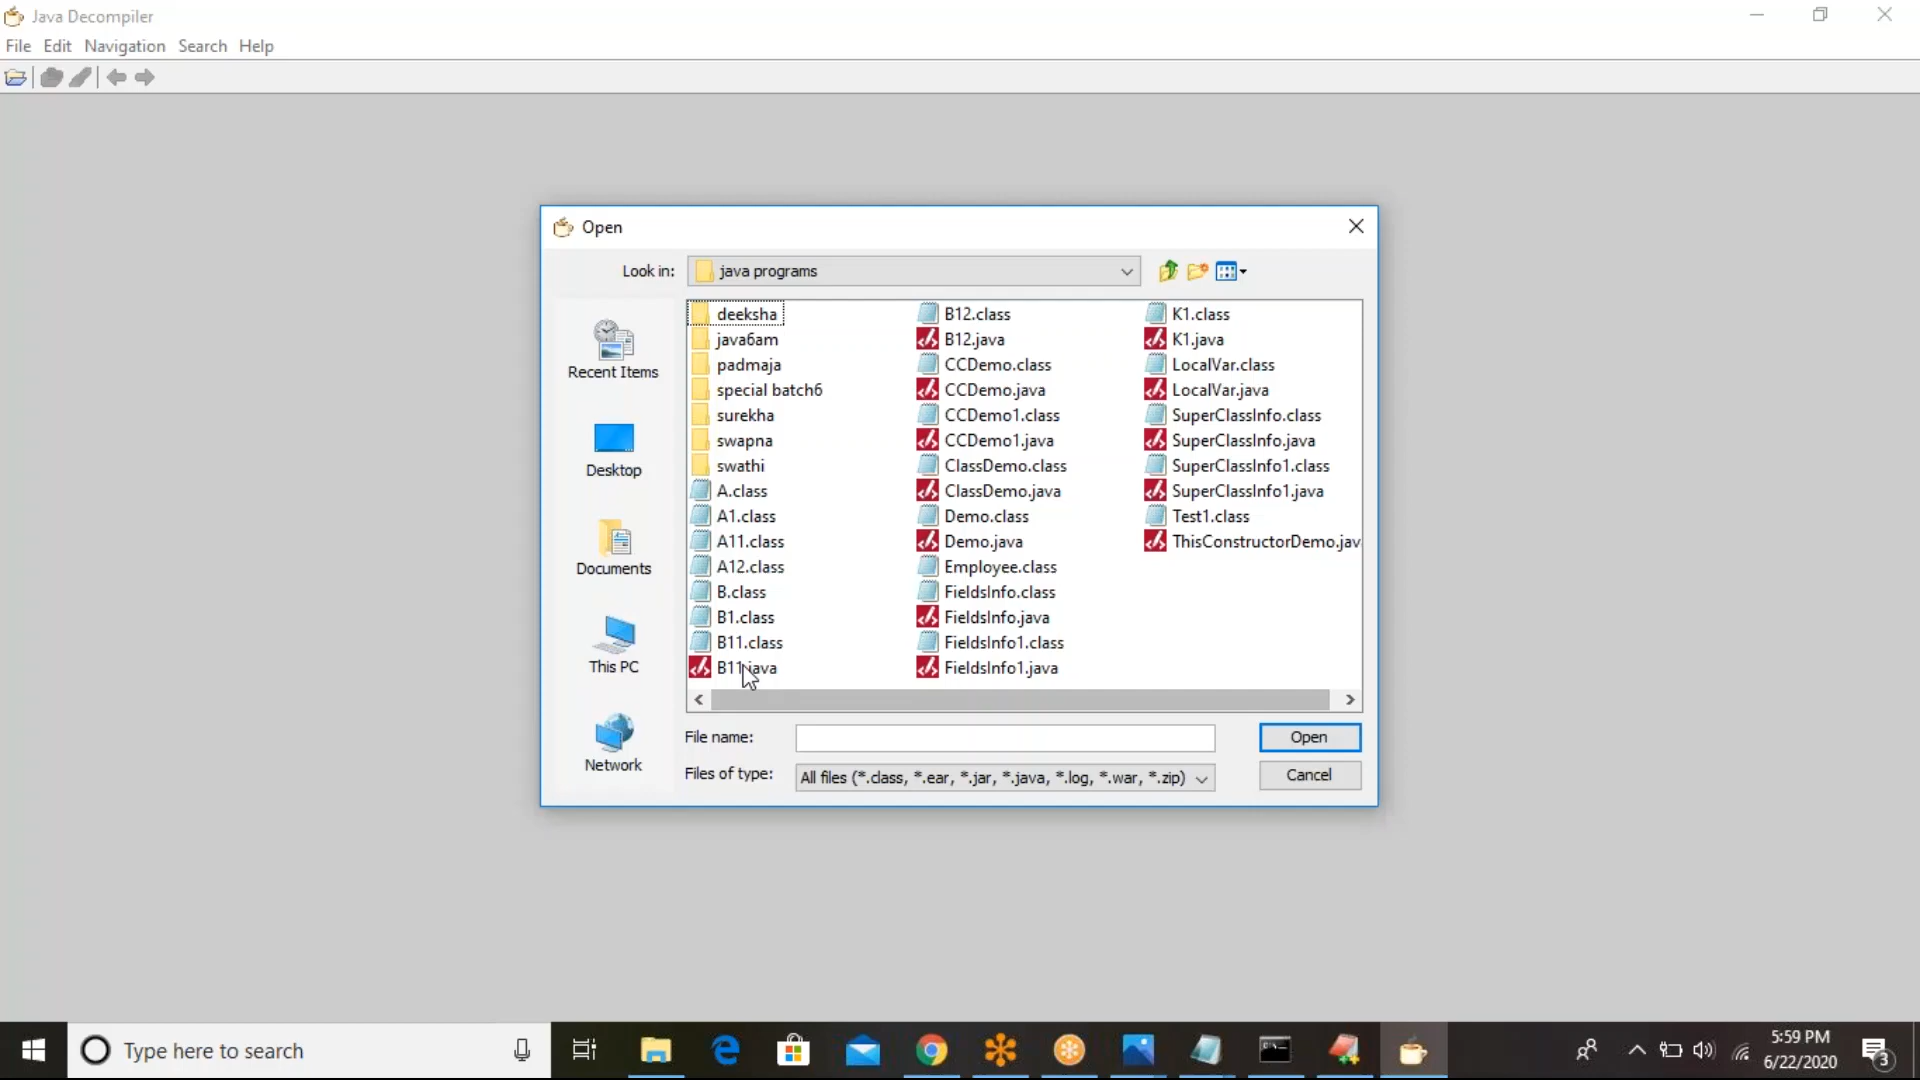 Java Decompiler
File Edit Navigation Search Help
Open
Look in: java programs
Recent Items
Desktop
Documents
This PC
Network
deeksha
java6am
padmaja
special batch6
surekha
swapna
swathi
A.class
A1.class
A11.class
A12.class
B.class
B1.class
B11.class
B11.java
B12.class
B12.java
CCDemo.class
CCDemo.java
CCDemo1.class
CCDemo1.java
ClassDemo.class
ClassDemo.java
Demo.class
Demo.java
Employee.class
FieldsInfo.class
FieldsInfo.java
FieldsInfo1.class
FieldsInfo1.java
K1.class
K1.java
LocalVar.class
LocalVar.java
SuperClassInfo.class
SuperClassInfo.java
SuperClassInfo1.class
SuperClassInfo1.java
Test1.class
ThisConstructorDemo.jav
File name:
Open
Files of type: All files (*.class, *.ear, *.jar, *.java, *.log, *.war, *.zip)
Cancel
Type here to search
5:59 PM
6/22/2020
3